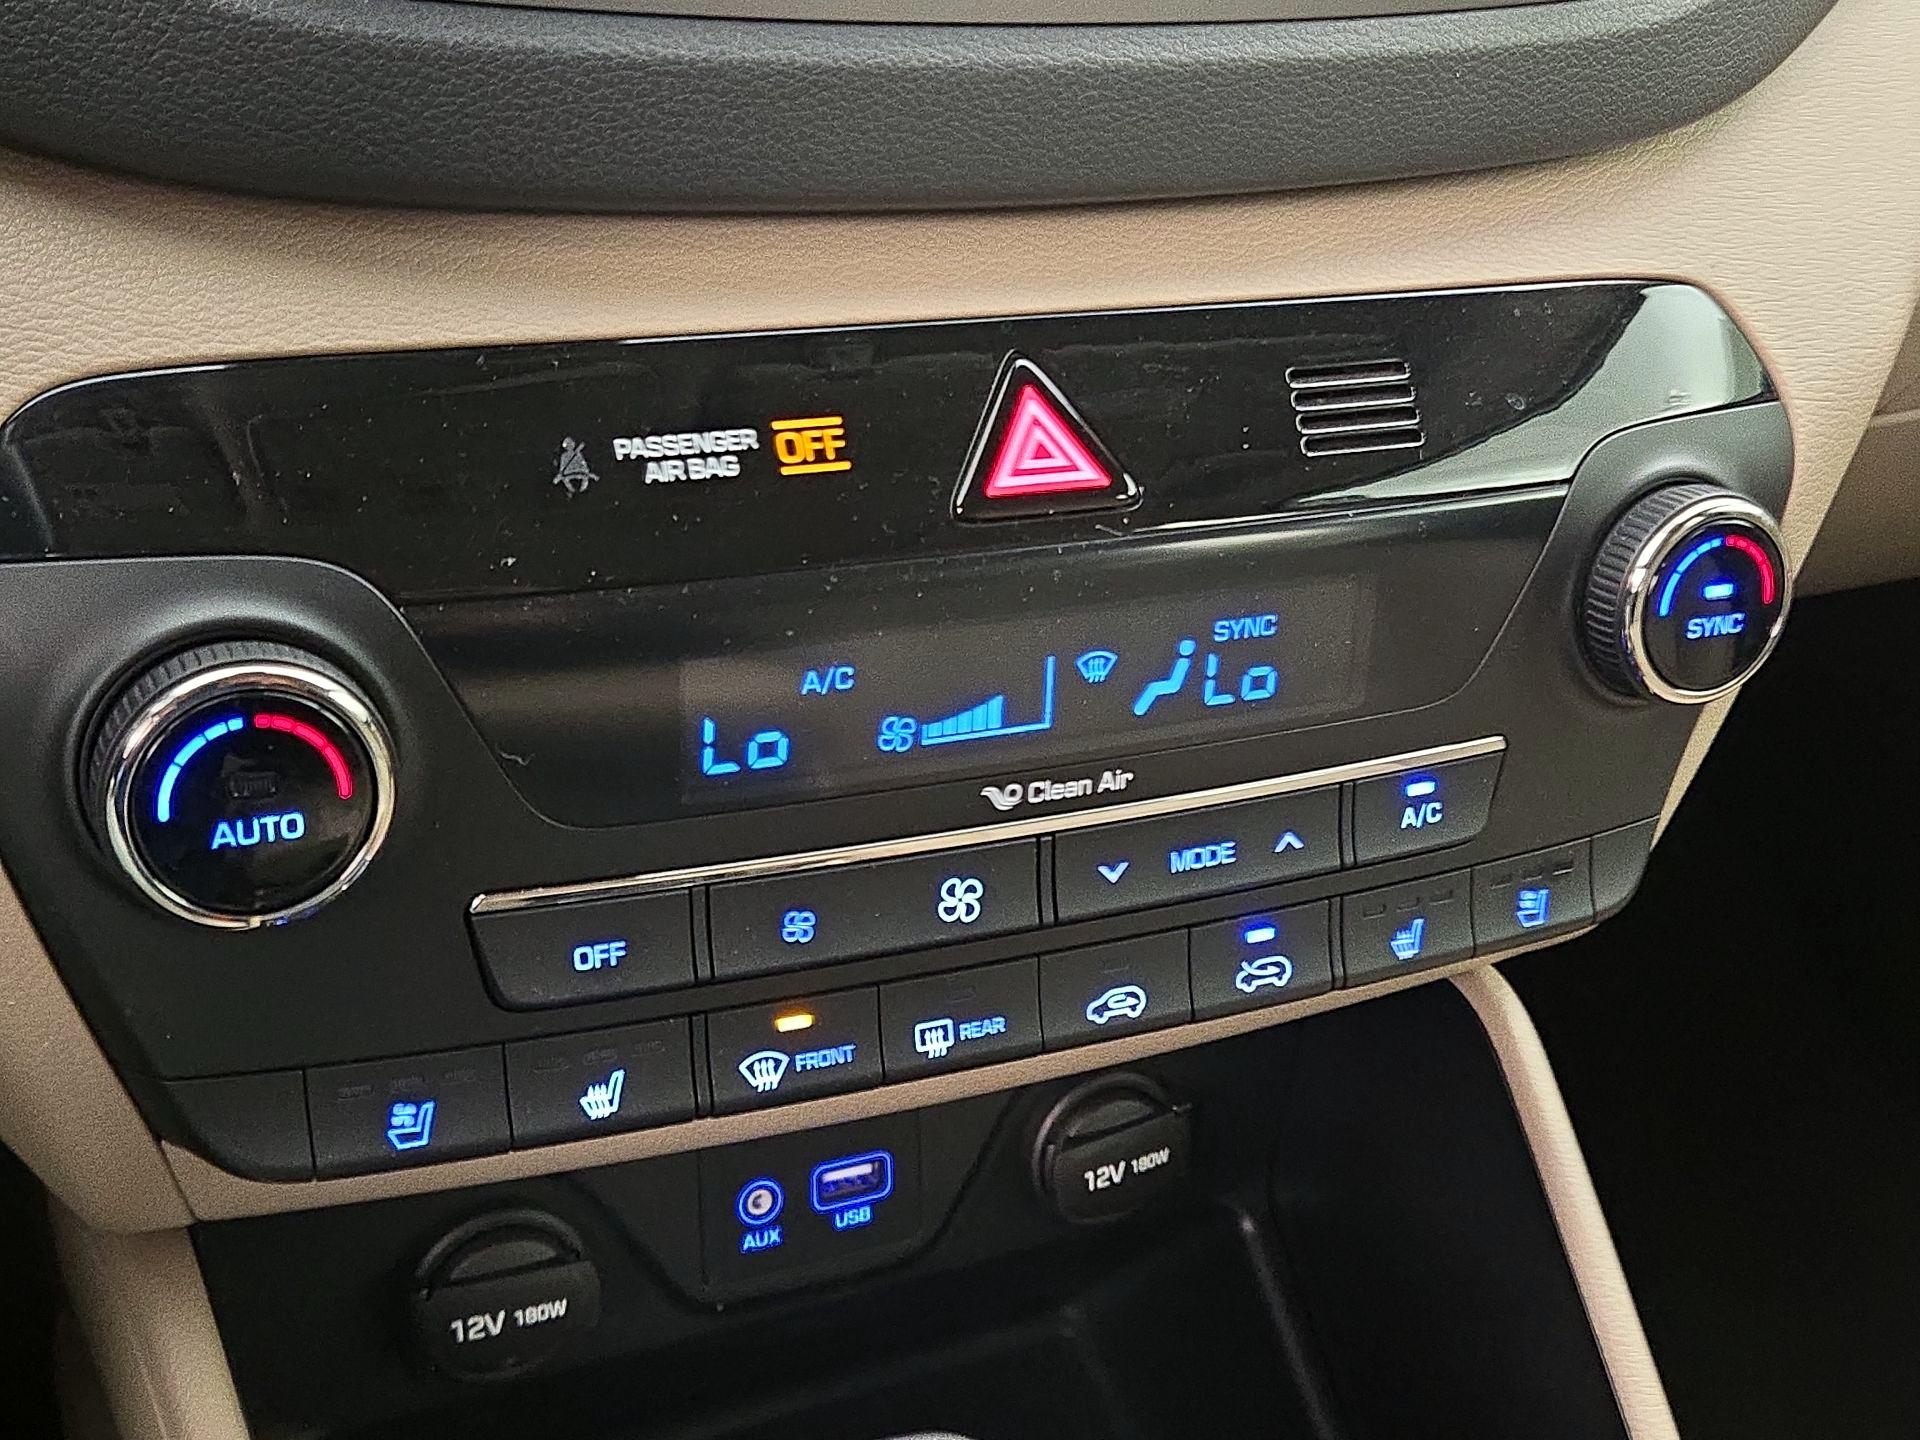 PASSENGER
AIR BAG
OFF
SYNC
SYNC
A/C
Lo
Lo
Clean Air
AUTO
A/C
MODE
OFF
FRONT
REAR
AUX
USB
12V 180W
12V 180W